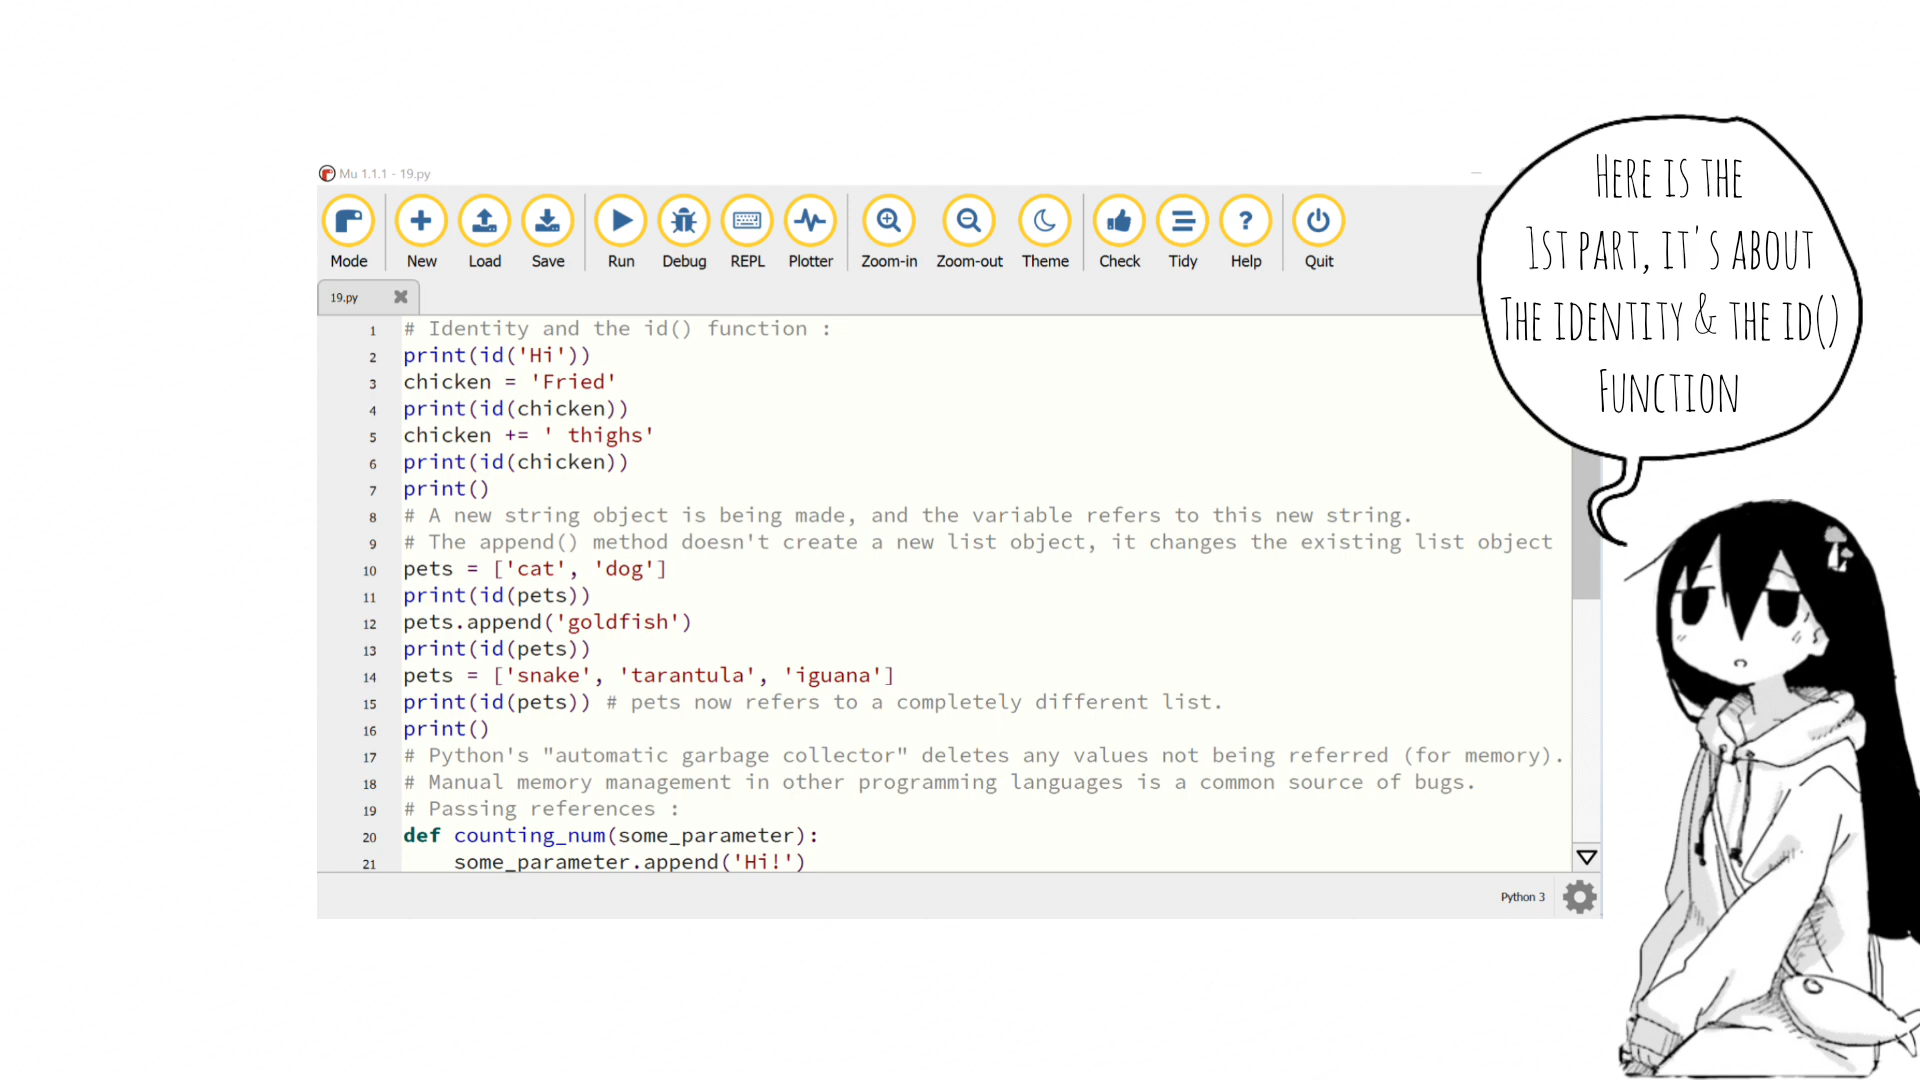 Mu 1.1.1 - 19.py
Mode New Load Save Run Debug REPL Plotter Zoom-in Zoom-out Theme Check Tidy Help Quit
19.py
1 # Identity and the id() function :
2 print(id('Hi'))
3 chicken = 'Fried'
4 print(id(chicken))
5 chicken += ' thighs'
6 print(id(chicken))
7 print()
8 # A new string object is being made, and the variable refers to this new string.
9 # The append() method doesn't create a new list object, it changes the existing list object
10 pets = ['cat', 'dog']
11 print(id(pets))
12 pets.append('goldfish')
13 print(id(pets))
14 pets = ['snake', 'tarantula', 'iguana']
15 print(id(pets)) # pets now refers to a completely different list.
16 print()
17 # Python's "automatic garbage collector" deletes any values not being referred (for memory).
18 # Manual memory management in other programming languages is a common source of bugs.
19 # Passing references :
20 def counting_num(some_parameter):
21     some_parameter.append('Hi!')
Python 3
Here is the
1st part, it's about
The identity & the id()
Function